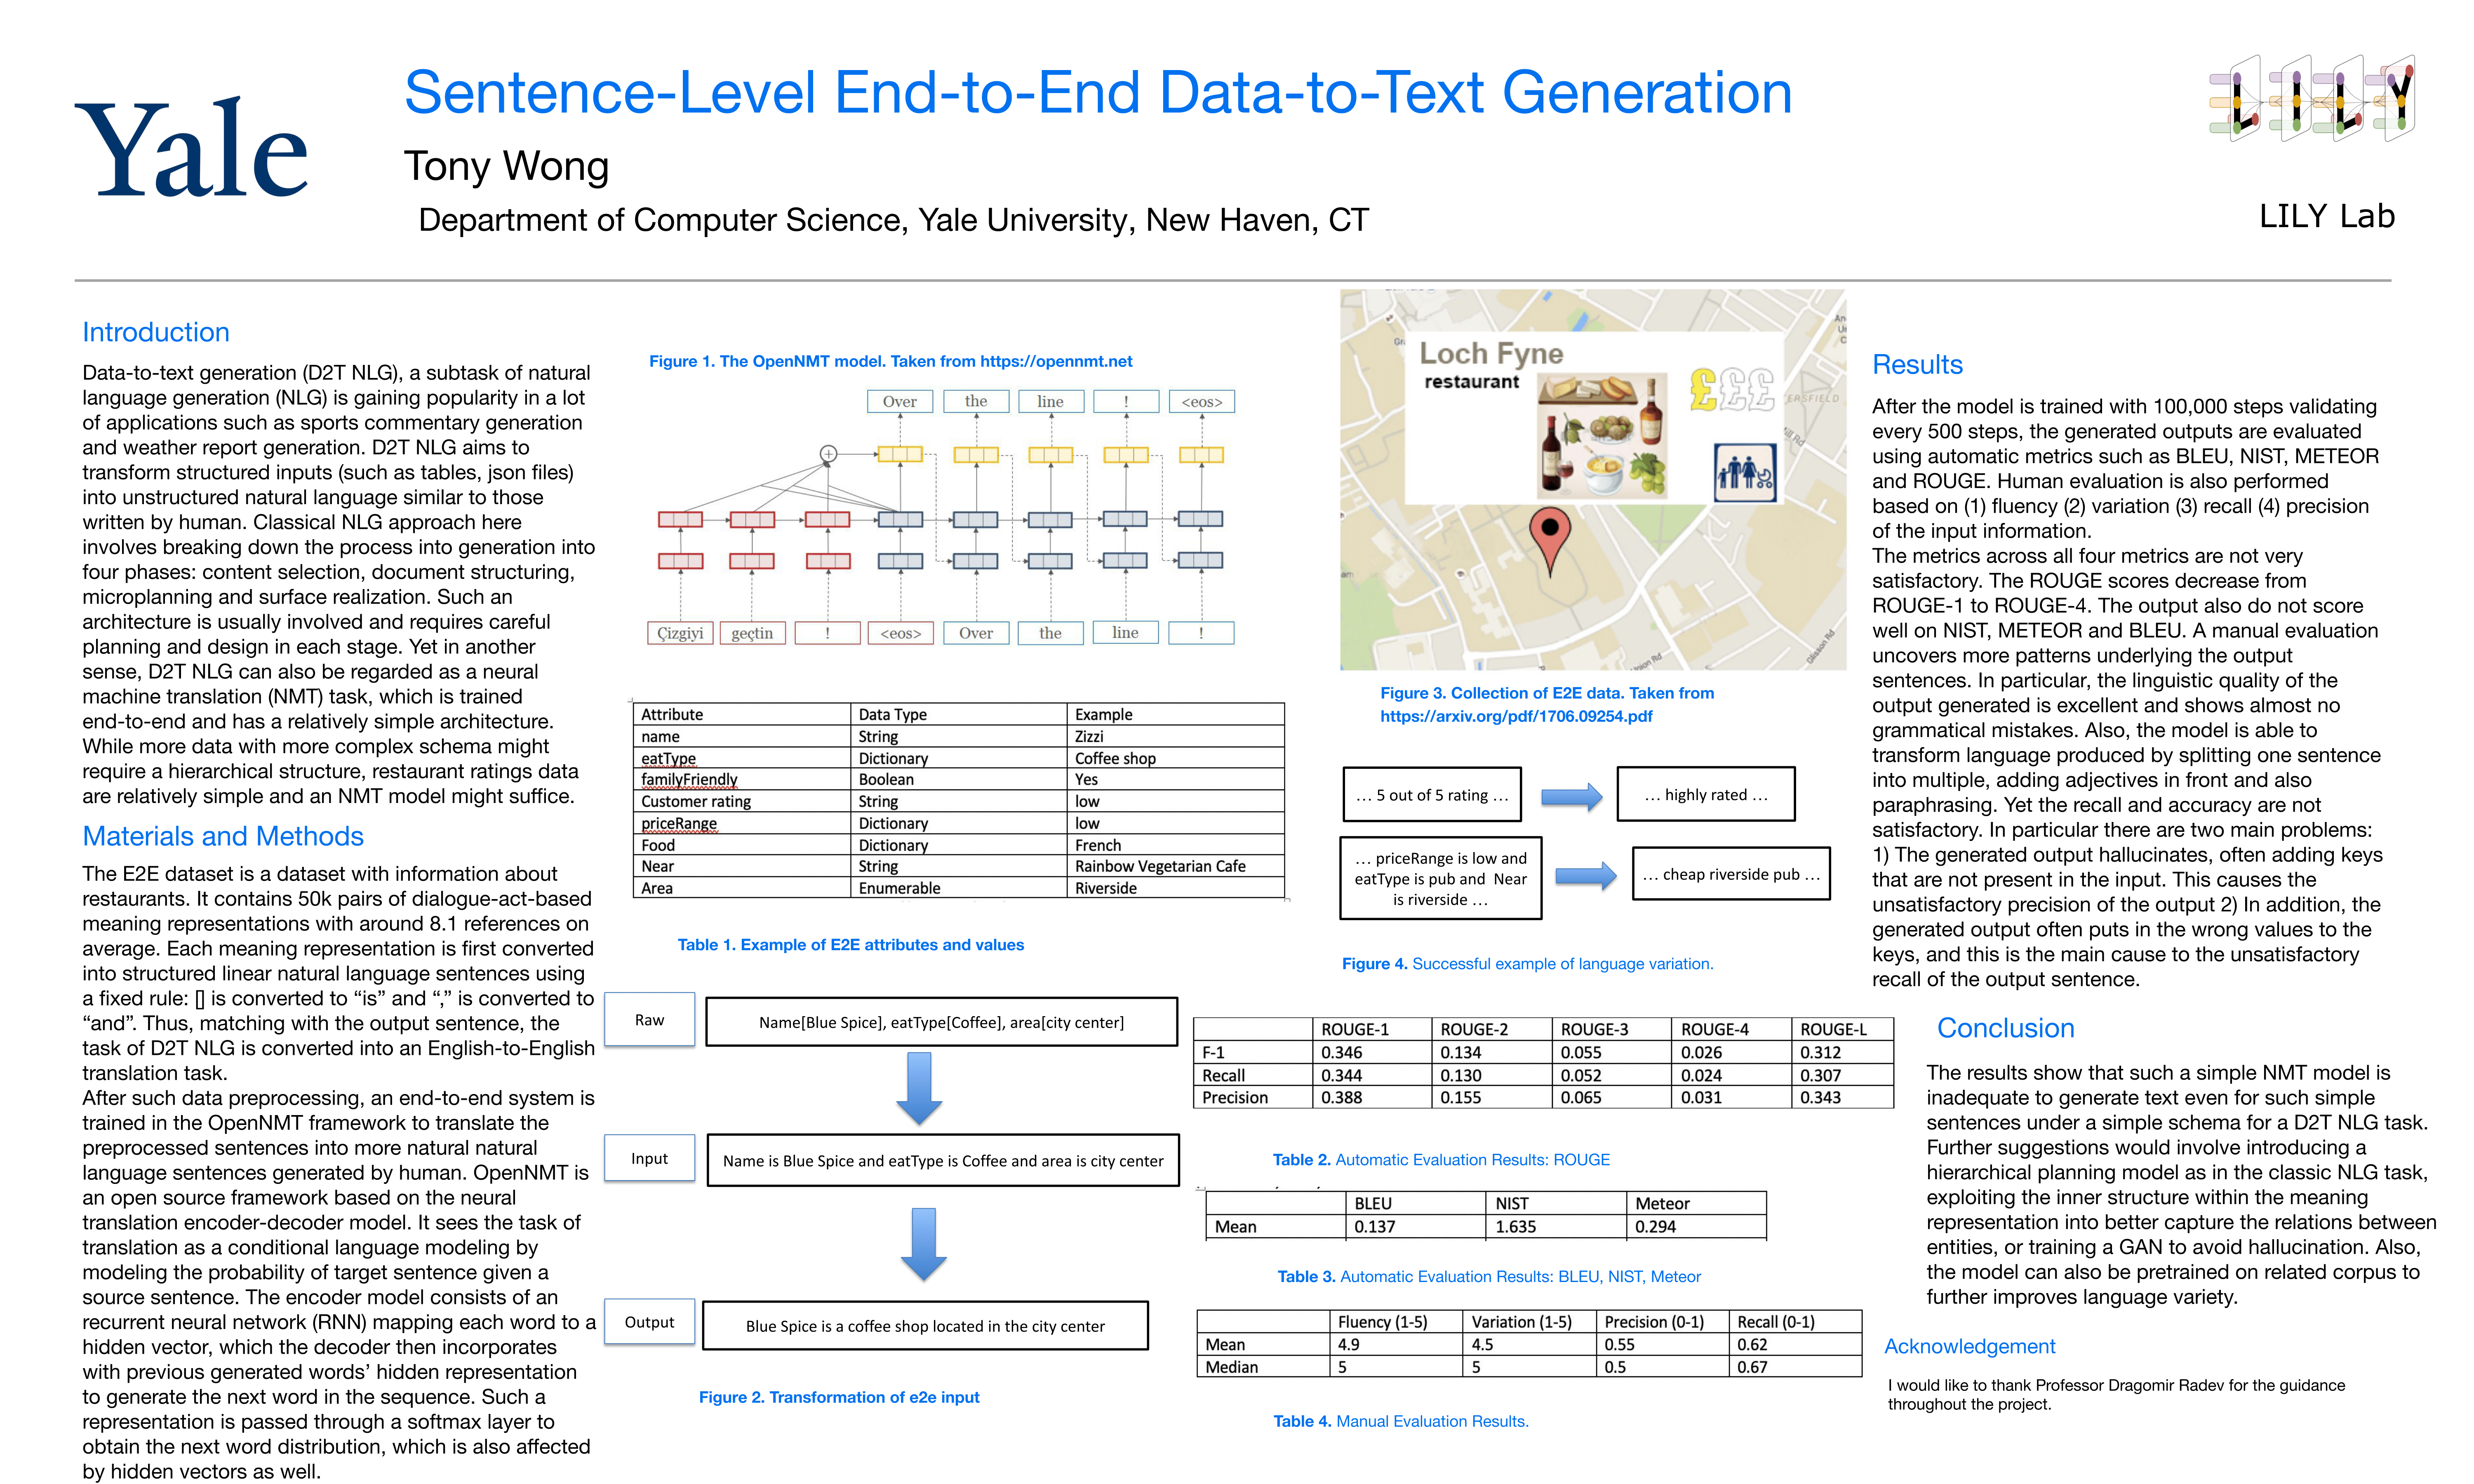 Yale
Sentence-Level End-to-End Data-to-Text Generation
Tony Wong
Department of Computer Science, Yale University, New Haven, CT
LILY
LILY Lab
Introduction
Data-to-text generation (D2T NLG), a subtask of natural
language generation (NLG) is gaining popularity in a lot
of applications such as sports commentary generation
and weather report generation. D2T NLG aims to
transform structured inputs (such as tables, json files)
into unstructured natural language similar to those
written by human. Classical NLG approach here
involves breaking down the process into generation into
four phases: content selection, document structuring,
microplanning and surface realization. Such an
architecture is usually involved and requires careful
planning and design in each stage. Yet in another
sense, D2T NLG can also be regarded as a neural
machine translation (NMT) task, which is trained
end-to-end and has a relatively simple architecture.
While more data with more complex schema might
require a hierarchical structure, restaurant ratings data
are relatively simple and an NMT model might suffice.
Materials and Methods
The E2E dataset is a dataset with information about
restaurants. It contains 50k pairs of dialogue-act-based
meaning representations with around 8.1 references on
average. Each meaning representation is first converted
into structured linear natural language sentences using
a fixed rule: [] is converted to “is” and “,” is converted to
“and”. Thus, matching with the output sentence, the
task of D2T NLG is converted into an English-to-English
translation task.
After such data preprocessing, an end-to-end system is
trained in the OpenNMT framework to translate the
preprocessed sentences into more natural natural
language sentences generated by human. OpenNMT is
an open source framework based on the neural
translation encoder-decoder model. It sees the task of
translation as a conditional language modeling by
modeling the probability of target sentence given a
source sentence. The encoder model consists of an
recurrent neural network (RNN) mapping each word to a
hidden vector, which the decoder then incorporates
with previous generated words’ hidden representation
to generate the next word in the sequence. Such a
representation is passed through a softmax layer to
obtain the next word distribution, which is also affected
by hidden vectors as well.
Figure 1. The OpenNMT model. Taken from https://opennmt.net
Over the line ! <eos>
Çizgiyi geçtin ! <eos> Over the line !
Attribute Data Type Example
name String Zizzi
eatType Dictionary Coffee shop
familyFriendly Boolean Yes
Customer rating String low
priceRange Dictionary low
Food Dictionary French
Near String Rainbow Vegetarian Cafe
Area Enumerable Riverside
Table 1. Example of E2E attributes and values
Raw Name[Blue Spice], eatType[Coffee], area[city center]
Input Name is Blue Spice and eatType is Coffee and area is city center
Output Blue Spice is a coffee shop located in the city center
Figure 2. Transformation of e2e input
Loch Fyne
restaurant
£££
Figure 3. Collection of E2E data. Taken from
https://arxiv.org/pdf/1706.09254.pdf
… 5 out of 5 rating … … highly rated …
… priceRange is low and
eatType is pub and Near
is riverside …
… cheap riverside pub …
Figure 4. Successful example of language variation.
ROUGE-1 ROUGE-2 ROUGE-3 ROUGE-4 ROUGE-L
F-1 0.346 0.134 0.055 0.026 0.312
Recall 0.344 0.130 0.052 0.024 0.307
Precision 0.388 0.155 0.065 0.031 0.343
Table 2. Automatic Evaluation Results: ROUGE
BLEU NIST Meteor
Mean 0.137 1.635 0.294
Table 3. Automatic Evaluation Results: BLEU, NIST, Meteor
Fluency (1-5) Variation (1-5) Precision (0-1) Recall (0-1)
Mean 4.9 4.5 0.55 0.62
Median 5 5 0.5 0.67
Table 4. Manual Evaluation Results.
Results
After the model is trained with 100,000 steps validating
every 500 steps, the generated outputs are evaluated
using automatic metrics such as BLEU, NIST, METEOR
and ROUGE. Human evaluation is also performed
based on (1) fluency (2) variation (3) recall (4) precision
of the input information.
The metrics across all four metrics are not very
satisfactory. The ROUGE scores decrease from
ROUGE-1 to ROUGE-4. The output also do not score
well on NIST, METEOR and BLEU. A manual evaluation
uncovers more patterns underlying the output
sentences. In particular, the linguistic quality of the
output generated is excellent and shows almost no
grammatical mistakes. Also, the model is able to
transform language produced by splitting one sentence
into multiple, adding adjectives in front and also
paraphrasing. Yet the recall and accuracy are not
satisfactory. In particular there are two main problems:
1) The generated output hallucinates, often adding keys
that are not present in the input. This causes the
unsatisfactory precision of the output 2) In addition, the
generated output often puts in the wrong values to the
keys, and this is the main cause to the unsatisfactory
recall of the output sentence.
Conclusion
The results show that such a simple NMT model is
inadequate to generate text even for such simple
sentences under a simple schema for a D2T NLG task.
Further suggestions would involve introducing a
hierarchical planning model as in the classic NLG task,
exploiting the inner structure within the meaning
representation into better capture the relations between
entities, or training a GAN to avoid hallucination. Also,
the model can also be pretrained on related corpus to
further improves language variety.
Acknowledgement
I would like to thank Professor Dragomir Radev for the guidance
throughout the project.